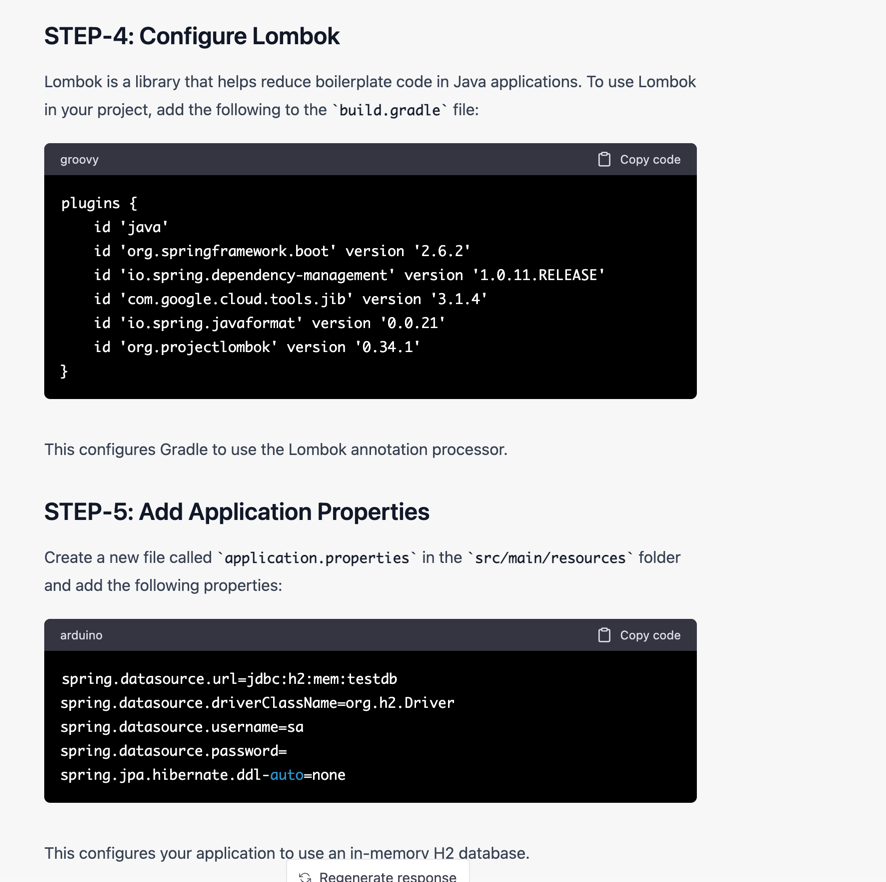 STEP-4: Configure Lombok
Lombok is a library that helps reduce boilerplate code in Java applications. To use Lombok
in your project, add the following to the `build.gradle` file:
groovy
Copy code
plugins {
    id 'java'
    id 'org.springframework.boot' version '2.6.2'
    id 'io.spring.dependency-management' version '1.0.11.RELEASE'
    id 'com.google.cloud.tools.jib' version '3.1.4'
    id 'io.spring.javaformat' version '0.0.21'
    id 'org.projectlombok' version '0.34.1'
}
This configures Gradle to use the Lombok annotation processor.
STEP-5: Add Application Properties
Create a new file called `application.properties` in the `src/main/resources` folder
and add the following properties:
arduino
Copy code
spring.datasource.url=jdbc:h2:mem:testdb
spring.datasource.driverClassName=org.h2.Driver
spring.datasource.username=sa
spring.datasource.password=
spring.jpa.hibernate.ddl-auto=none
This configures your application to use an in-memory H2 database.
Regenerate response